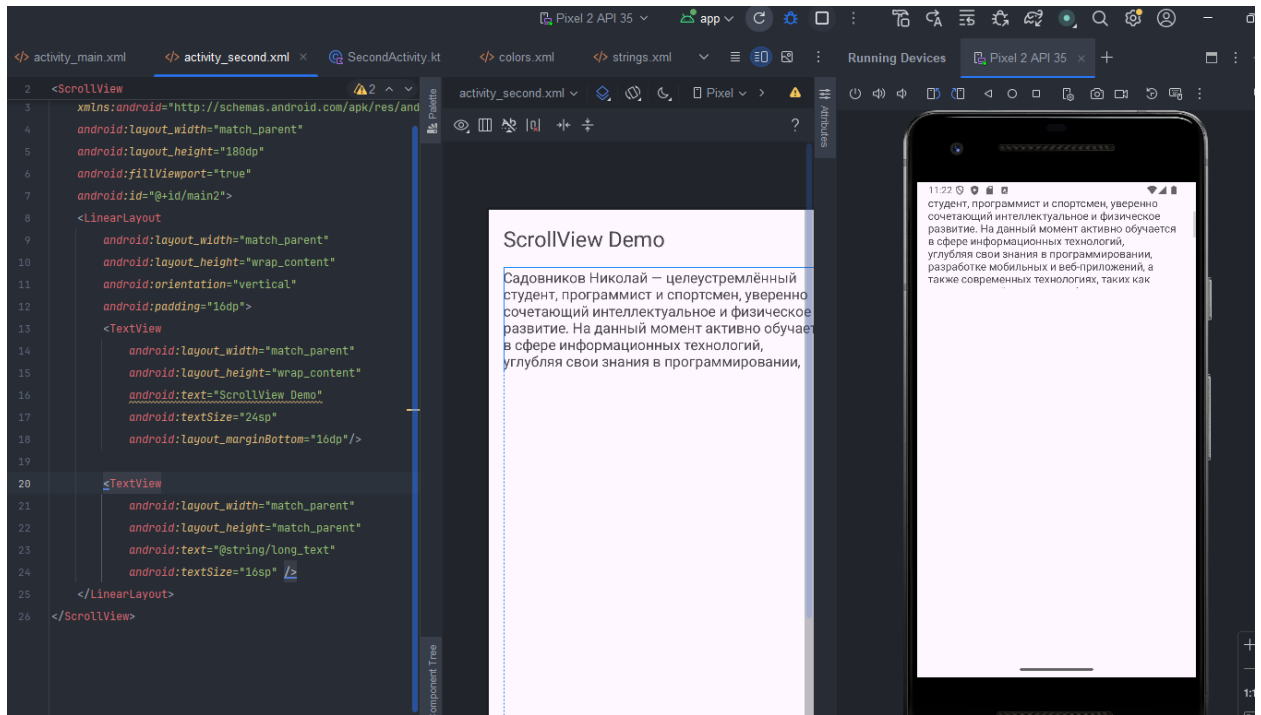 Pixel 2 API 35
app
activity_main.xml
activity_second.xml
SecondActivity.kt
colors.xml
strings.xml
Running Devices
Pixel 2 API 35
2 <ScrollView
2
3 xmlns:android="http://schemas.android.com/apk/res/and
4 android:layout_width="match_parent"
5 android:layout_height="180dp"
6 android:fillViewport="true"
7 android:id="@+id/main2">
8 <LinearLayout
9 android:layout_width="match_parent"
10 android:layout_height="wrap_content"
11 android:orientation="vertical"
12 android:padding="16dp">
13 <TextView
14 android:layout_width="match_parent"
15 android:layout_height="wrap_content"
16 android:text="ScrollView Demo"
17 android:textSize="24sp"
18 android:layout_marginBottom="16dp"/>
19
20 <TextView
21 android:layout_width="match_parent"
22 android:layout_height="match_parent"
23 android:text="@string/long_text"
24 android:textSize="16sp" />
25 </LinearLayout>
26 </ScrollView>
Palette
omponent Tree
activity_second.xml
Pixel
?
Attributes
ScrollView Demo
Садовников Николай — целеустремлённый
студент, программист и спортсмен, уверенно
сочетающий интеллектуальное и физическое
развитие. На данный момент активно обучает
в сфере информационных технологий,
углубляя свои знания в программировании,
11:22
студент, программист и спортсмен, уверенно
сочетающий интеллектуальное и физическое
развитие. На данный момент активно обучается
в сфере информационных технологий,
углубляя свои знания в программировании,
разработке мобильных и веб-приложений, а
также современных технологиях, таких как
1:1